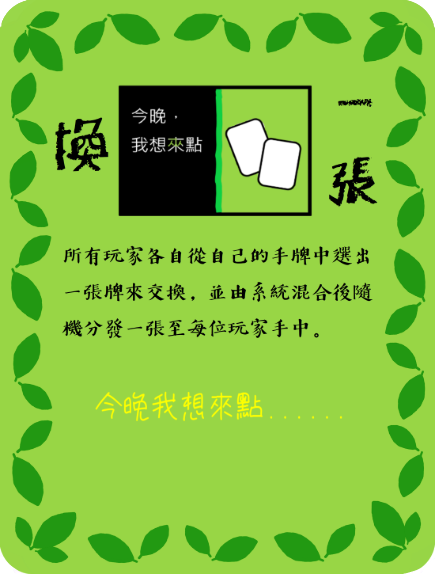 換一張
今晚，
我想來點
所有玩家各自從自己的手牌中選出
一張牌來交換，並由系統混合後隨
機分發一張至每位玩家手中。
今晚我想來點......